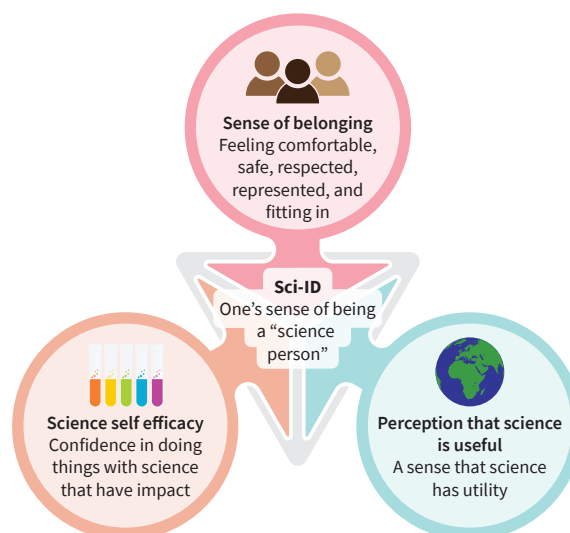 Sense of belonging
Feeling comfortable,
safe, respected,
represented, and
fitting in
Sci-ID
One’s sense of being
a “science
person”
Science self efficacy
Confidence in doing
things with science
that have impact
Perception that science
is useful
A sense that science
has utility